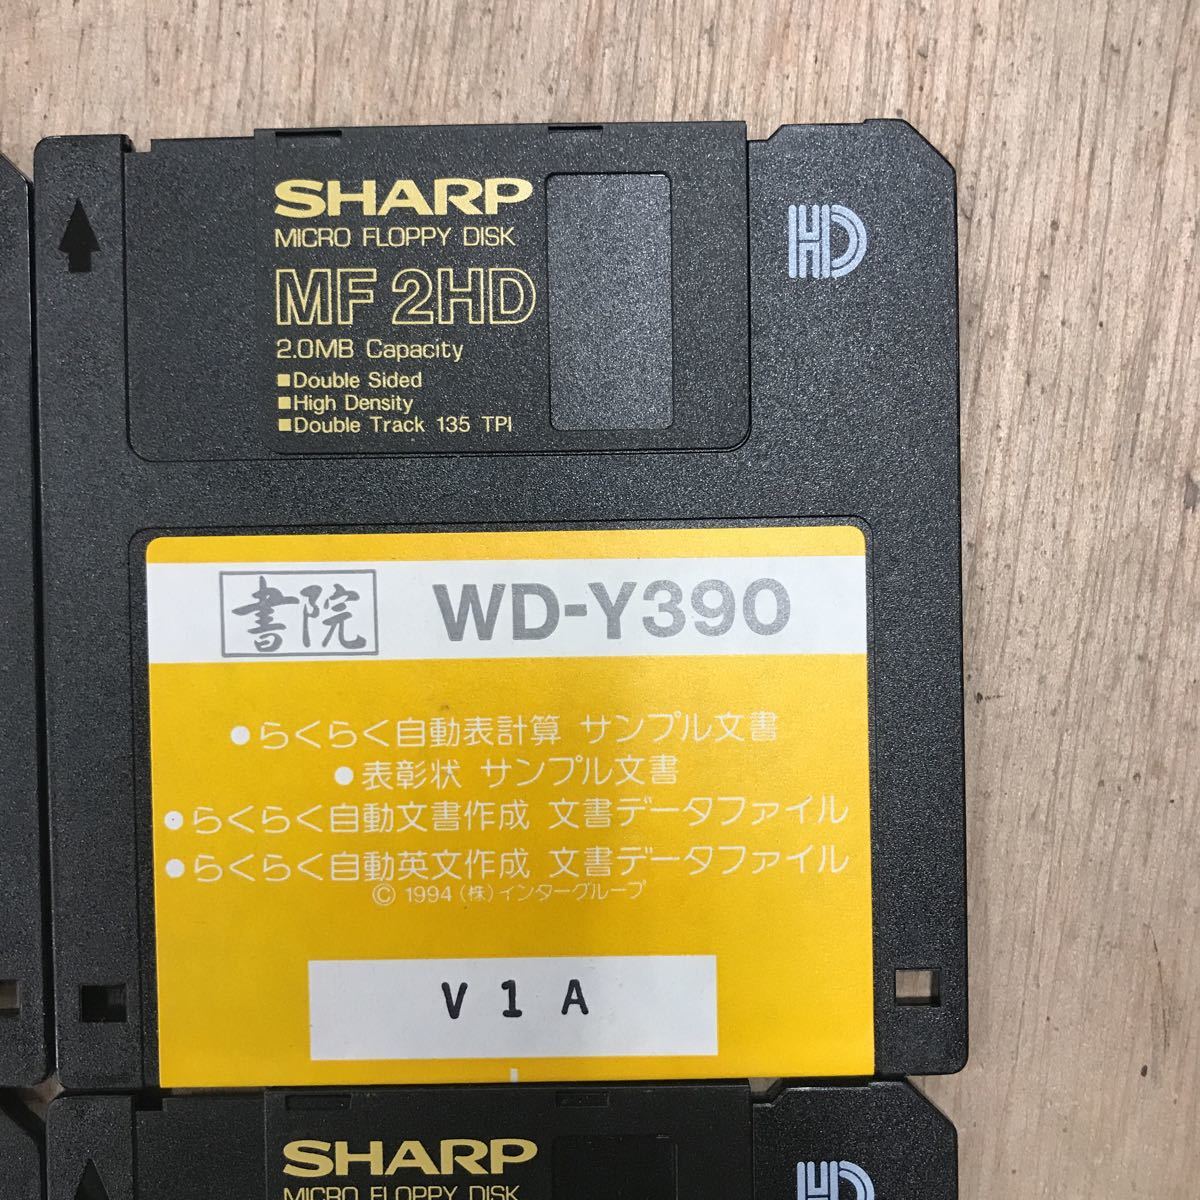 SHARP
MICRO FLOPPY DISK
MF 2HD
2.0MB Capacity
■Double Sided
■High Density
■Double Track 135 TPI
HD
書院 WD-Y390
●らくらく自動表計算 サンプル文書
●表彰状 サンプル文書
●らくらく自動文書作成 文書データファイル
●らくらく自動英文作成 文書データファイル
© 1994 (株)インターグループ
V 1 A
SHARP
MICRO FLOPPY DISK
HD